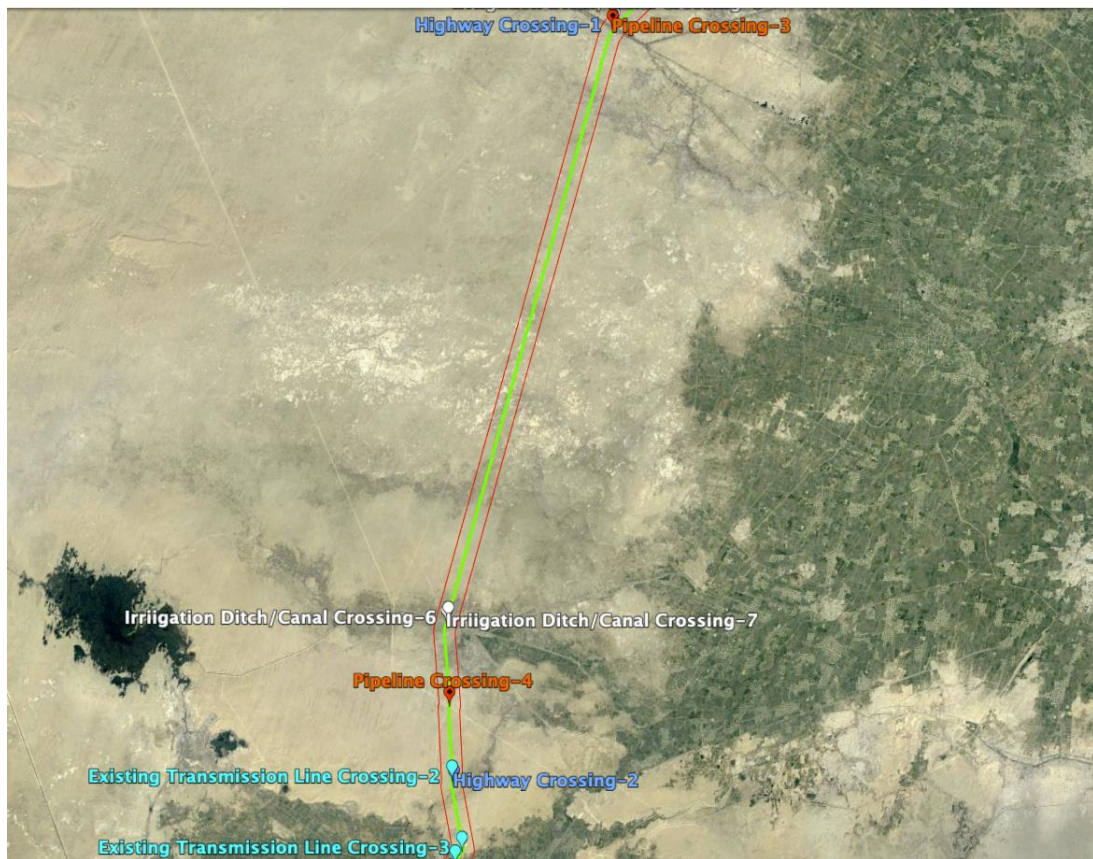 Highway Crossing-1
Pipeline Crossing-3
Irriigation Ditch/Canal Crossing-6
Irriigation Ditch/Canal Crossing-7
Pipeline Crossing-4
Existing Transmission Line Crossing-2
Highway Crossing-2
Existing Transmission Line Crossing-3